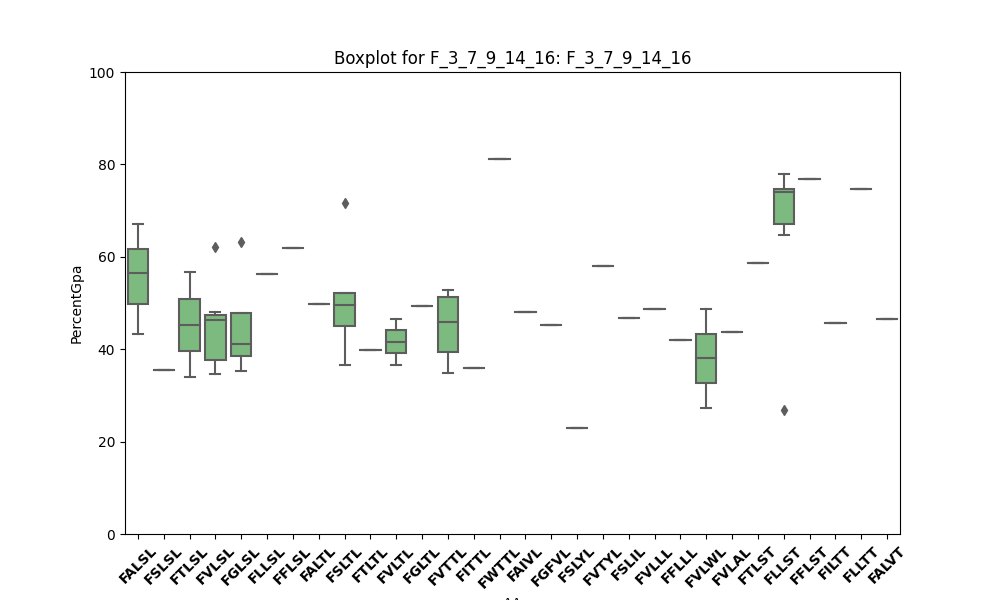 Boxplot for F_3_7_9_14_16: F_3_7_9_14_16
PercentGpa
100
80
60
40
20
0
FALSL FSLSL FTLSL FVLSL FGLSL FLLSL FFLSL FALTL FSLTL FTLTL FVLTL FGLTL FVTTL FITTL FWTTL FAIVL FGFVL FSLYL FVTYL FSLIL FVLLL FFLLL FVLWL FVLAL FTLST FLLST FFLST FILTT FLLTT FALVT